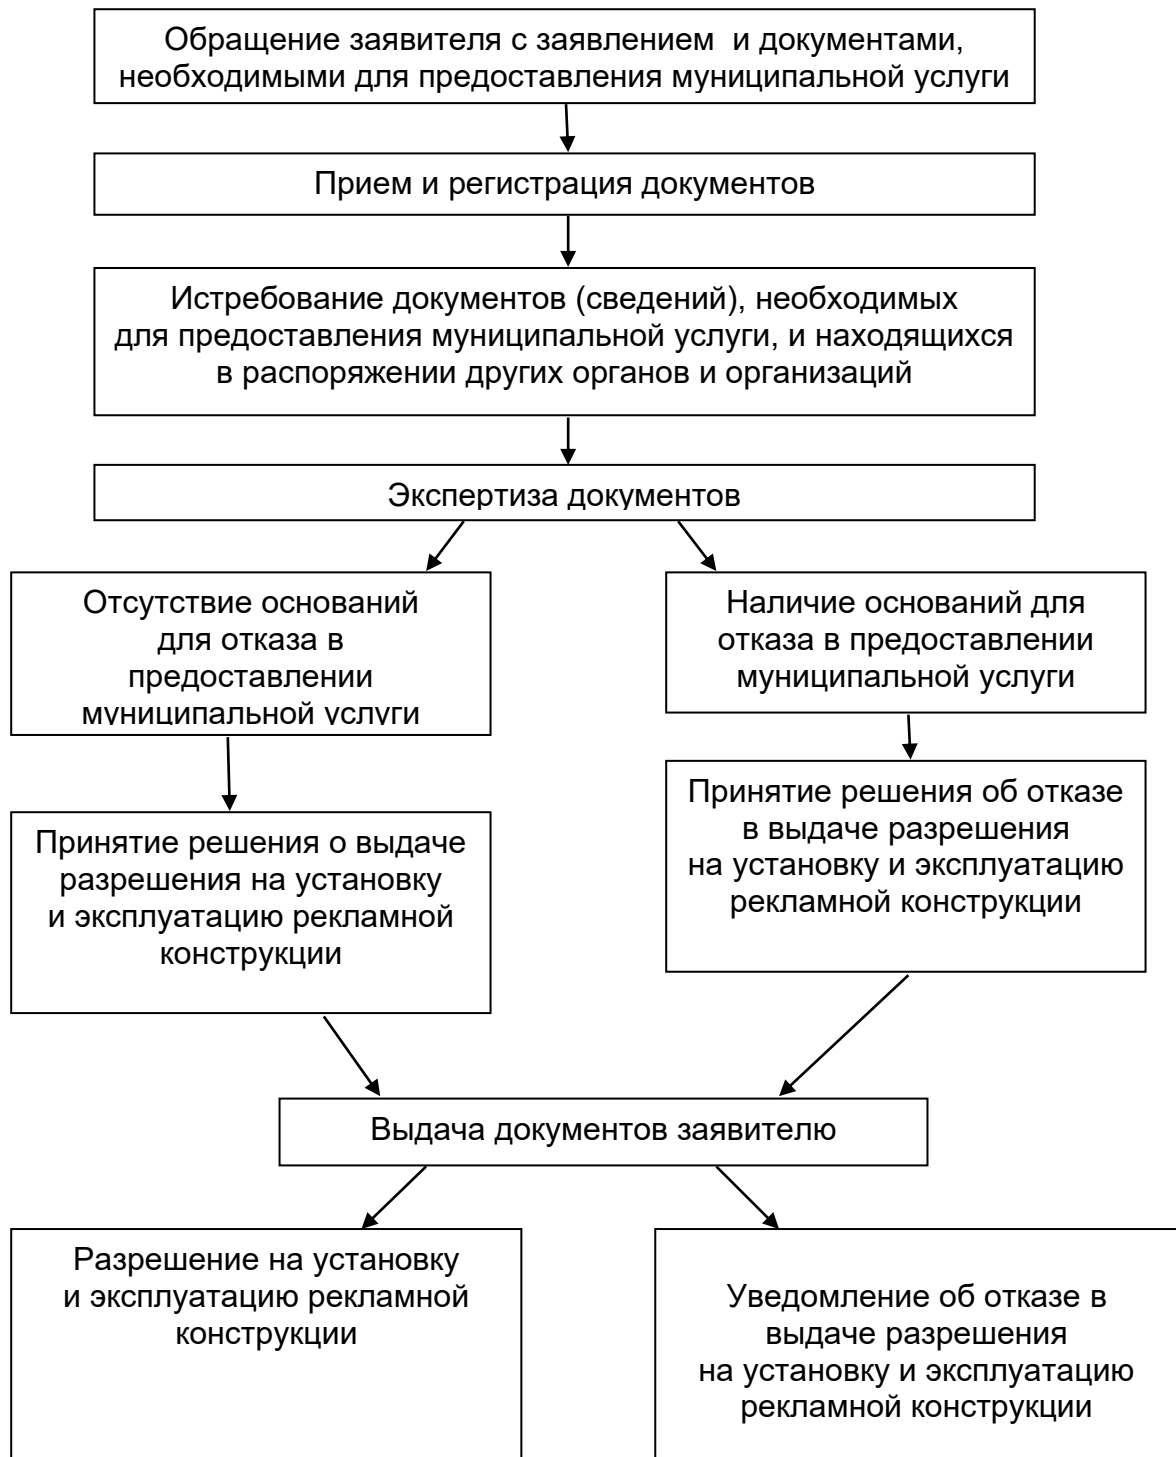 Обращение заявителя с заявлением и документами,
необходимыми для предоставления муниципальной услуги
Прием и регистрация документов
Истребование документов (сведений), необходимых
для предоставления муниципальной услуги, и находящихся
в распоряжении других органов и организаций
Экспертиза документов
Отсутствие оснований
для отказа в
предоставлении
муниципальной услуги
Наличие оснований для
отказа в предоставлении
муниципальной услуги
Принятие решения о выдаче
разрешения на установку
и эксплуатацию рекламной
конструкции
Принятие решения об отказе
в выдаче разрешения
на установку и эксплуатацию
рекламной конструкции
Выдача документов заявителю
Разрешение на установку
и эксплуатацию рекламной
конструкции
Уведомление об отказе в
выдаче разрешения
на установку и эксплуатацию
рекламной конструкции